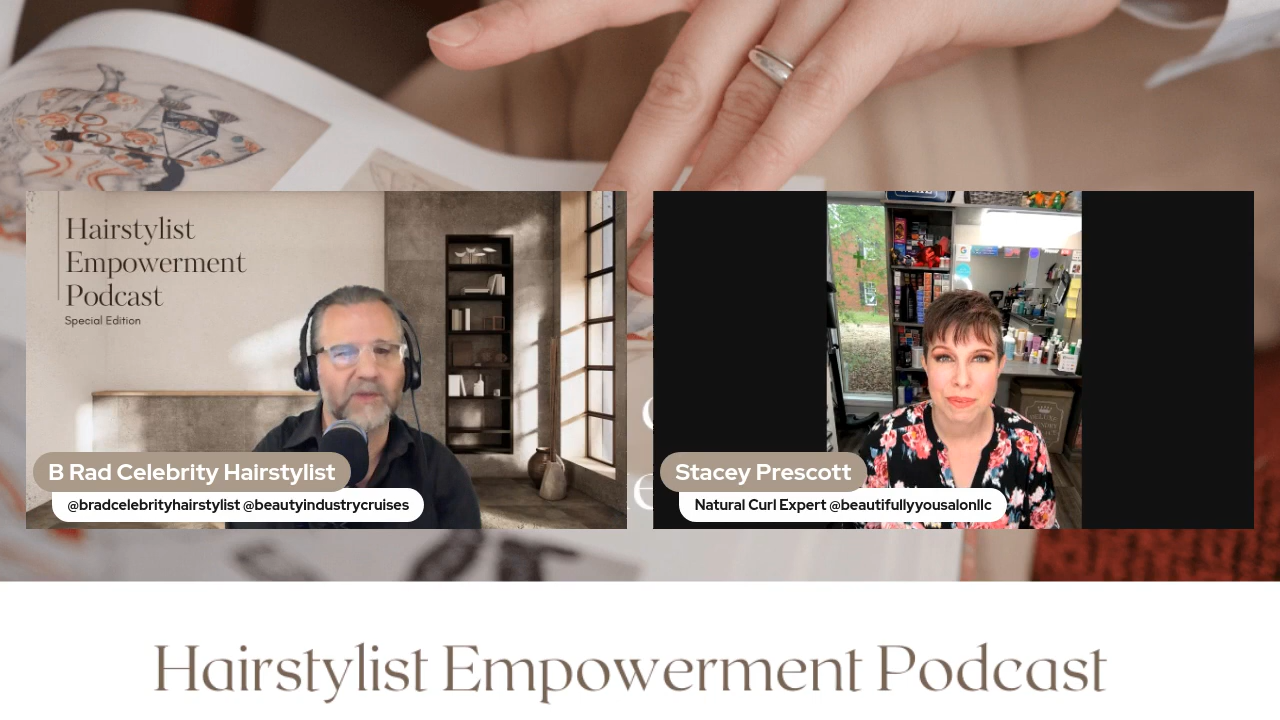 Hairstylist
Empowerment
Podcast
Special Edition
B Rad Celebrity Hairstylist
@bradcelebrityhairstylist @beautyindustrycruises
Stacey Prescott
Natural Curl Expert @beautifullyyousalonllc
Hairstylist Empowerment Podcast